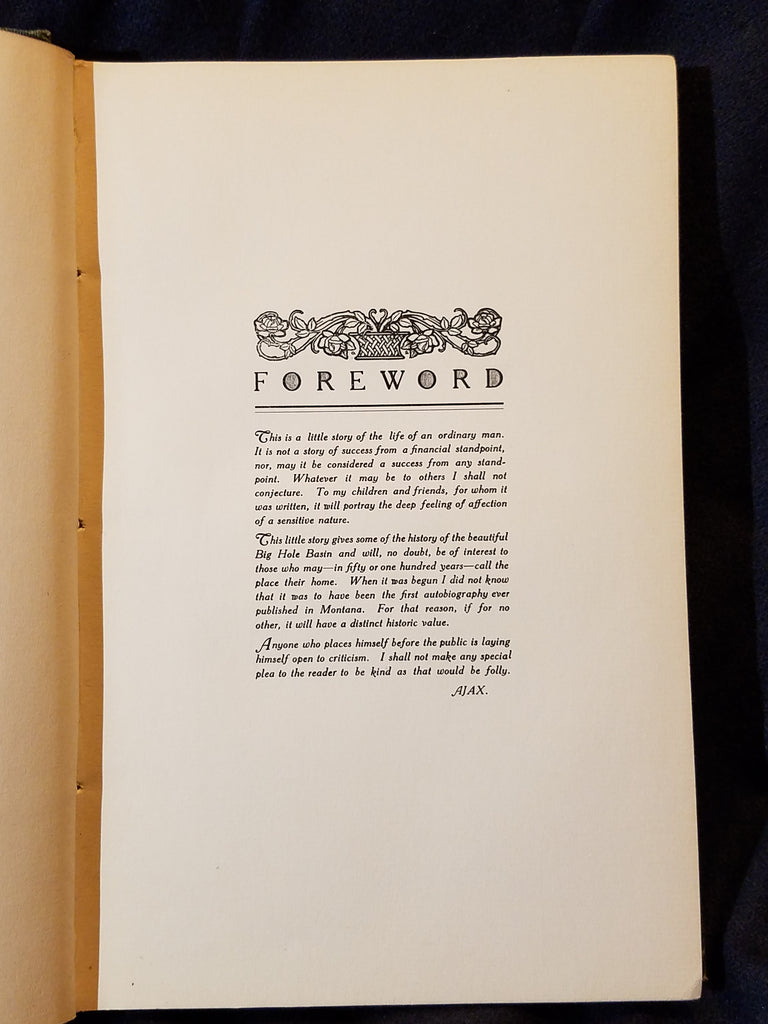 FOREWORD
This is a little story of the life of an ordinary man.
It is not a story of success from a financial standpoint,
nor, may it be considered a success from any stand-
point. Whatever it may be to others I shall not
conjecture. To my children and friends, for whom it
was written, it will portray the deep feeling of affection
of a sensitive nature.
This little story gives some of the history of the beautiful
Big Hole Basin and will, no doubt, be of interest to
those who may—in fifty or one hundred years—call the
place their home. When it was begun I did not know
that it was to have been the first autobiography ever
published in Montana. For that reason, if for no
other, it will have a distinct historic value.
Anyone who places himself before the public is laying
himself open to criticism. I shall not make any special
plea to the reader to be kind as that would be folly.
AJAX.